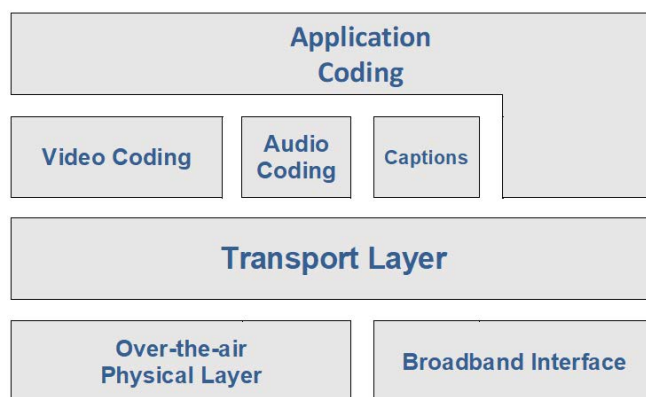 Application
Coding
Video Coding
Audio
Coding
Captions
Transport Layer
Over-the-air
Physical Layer
Broadband Interface